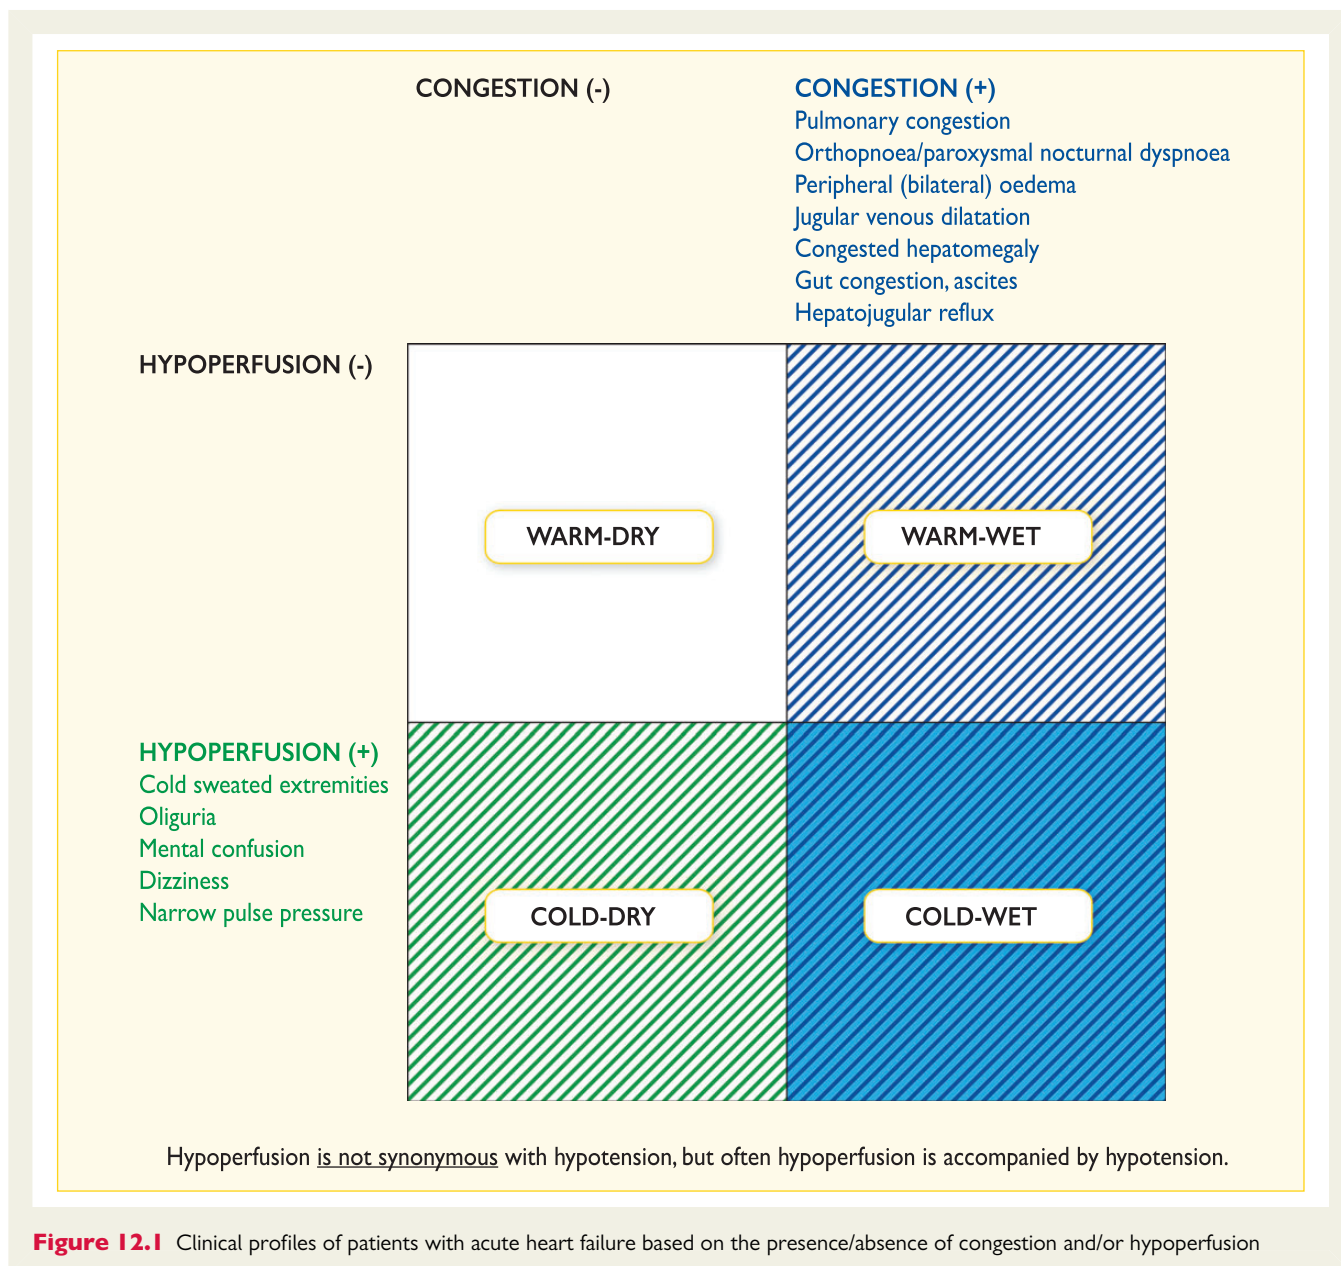 CONGESTION (-)
CONGESTION (+)
Pulmonary congestion
Orthopnoea/paroxysmal nocturnal dyspnoea
Peripheral (bilateral) oedema
Jugular venous dilatation
Congested hepatomegaly
Gut congestion, ascites
Hepatojugular reflux
HYPOPERFUSION (-)
WARM-DRY
WARM-WET
HYPOPERFUSION (+)
Cold sweated extremities
Oliguria
Mental confusion
Dizziness
Narrow pulse pressure
COLD-DRY
COLD-WET
Hypoperfusion is not synonymous with hypotension, but often hypoperfusion is accompanied by hypotension.
Figure 12.1 Clinical profiles of patients with acute heart failure based on the presence/absence of congestion and/or hypoperfusion